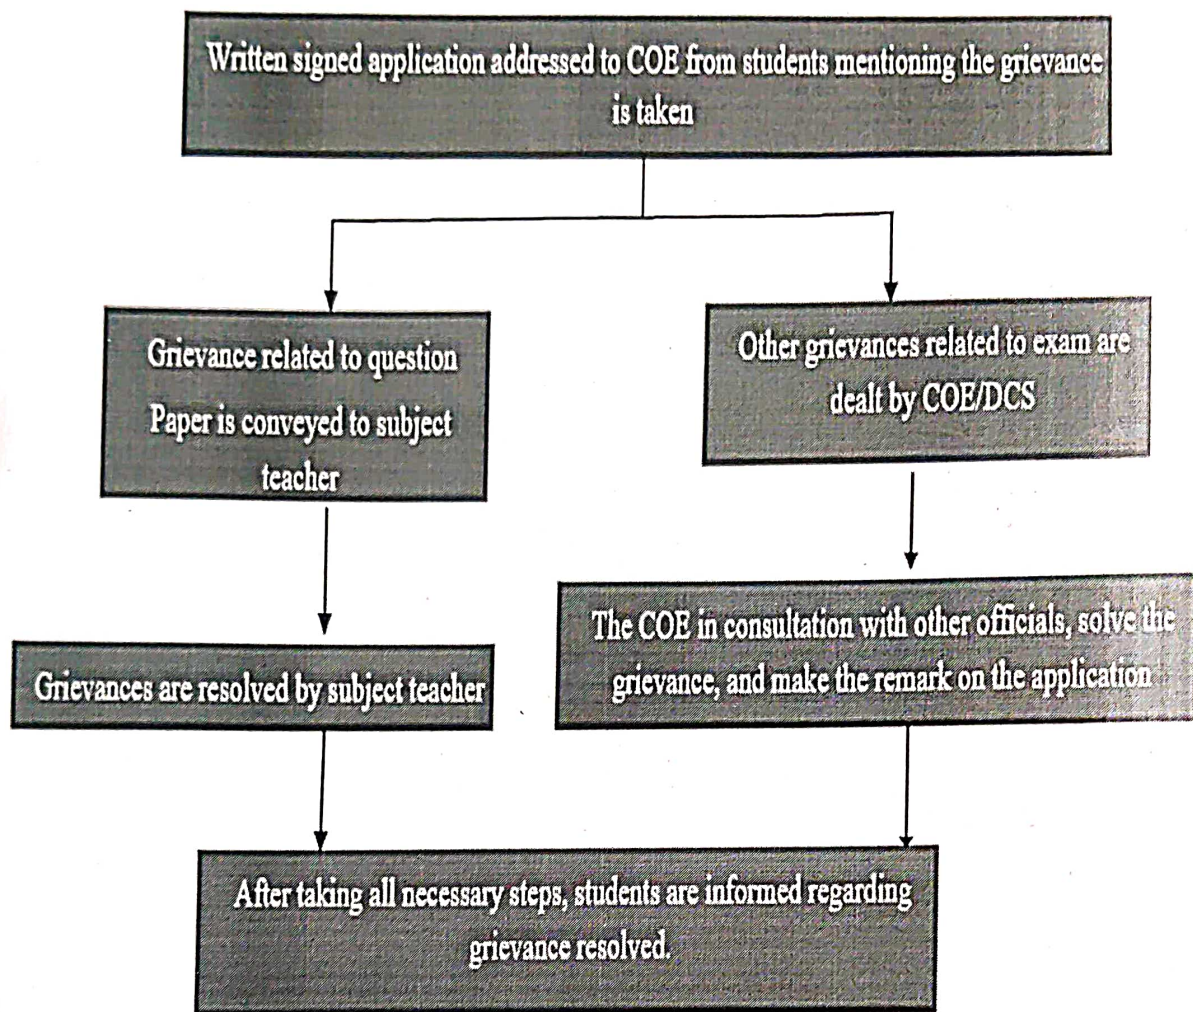 Written signed application addressed to COE from students mentioning the grievance
is taken
Grievance related to question
Paper is conveyed to subject
teacher
Other grievances related to exam are
dealt by COE/DCS
Grievances are resolved by subject teacher
The COE in consultation with other officials, solve the
grievance, and make the remark on the application
After taking all necessary steps, students are informed regarding
grievance resolved.